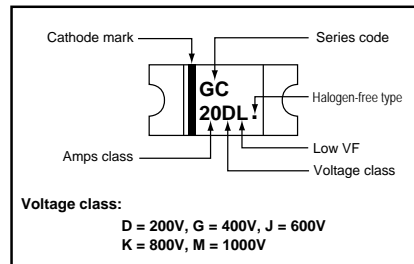 Cathode mark
Series code
GC
20DL.
Halogen-free type
Amps class
Low VF
Voltage class
Voltage class:
D = 200V, G = 400V, J = 600V
K = 800V, M = 1000V